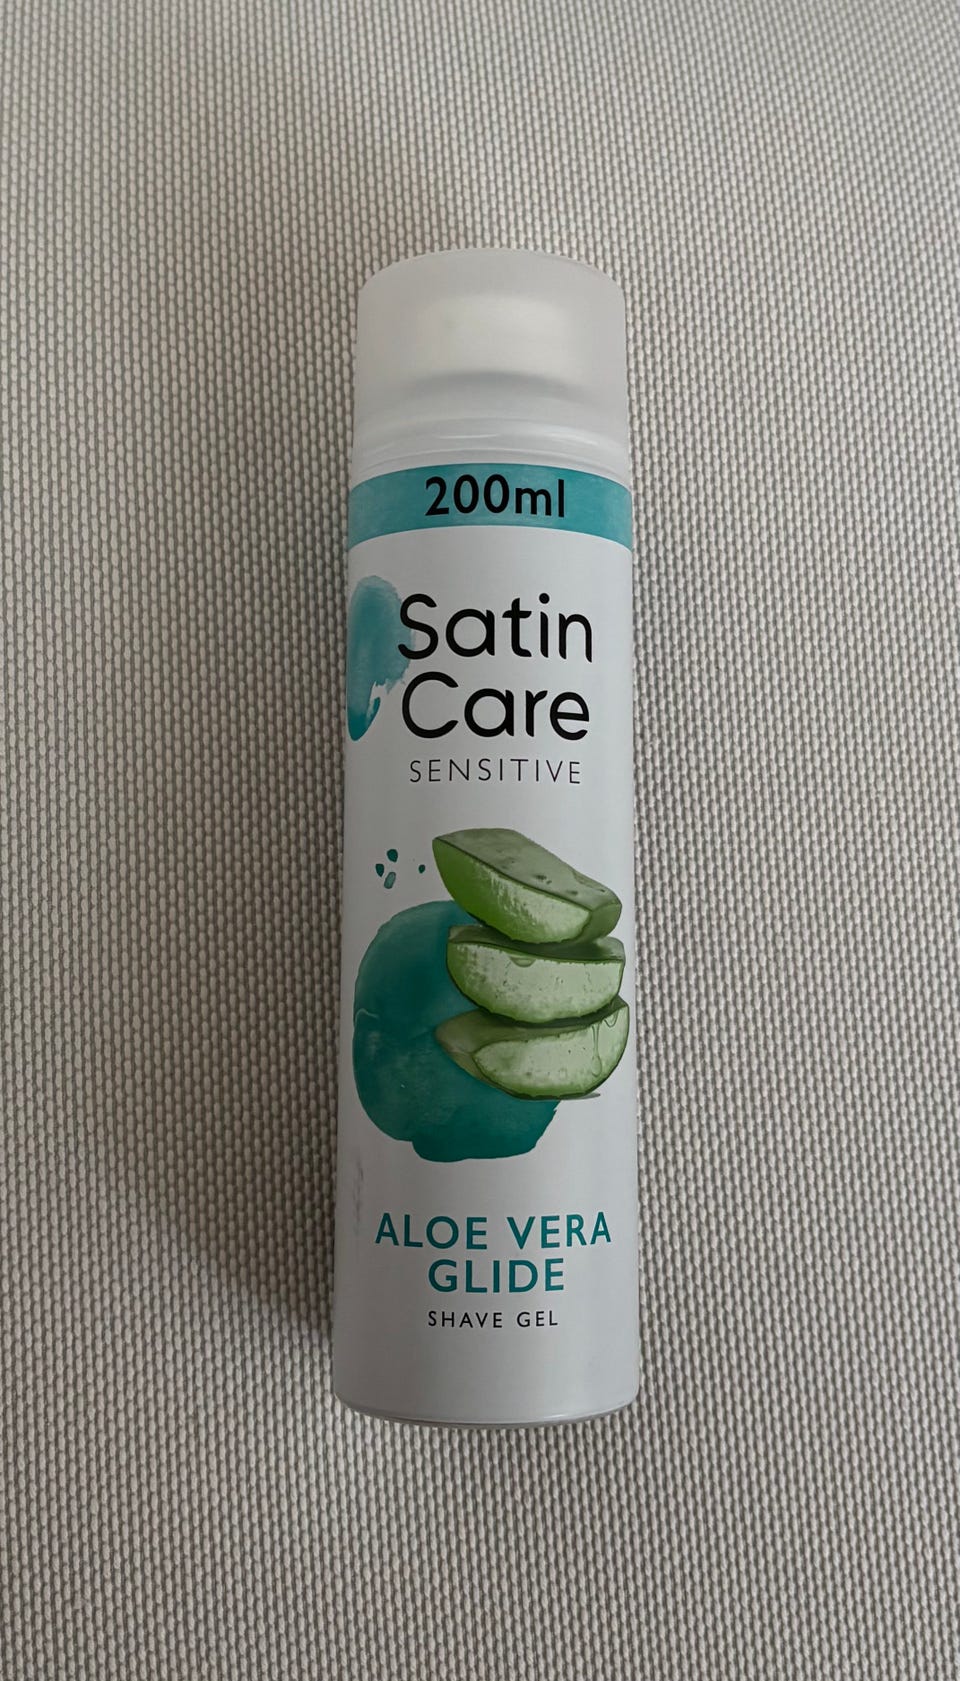 200ml
Satin
Care
SENSITIVE
ALOE VERA
GLIDE
SHAVE GEL